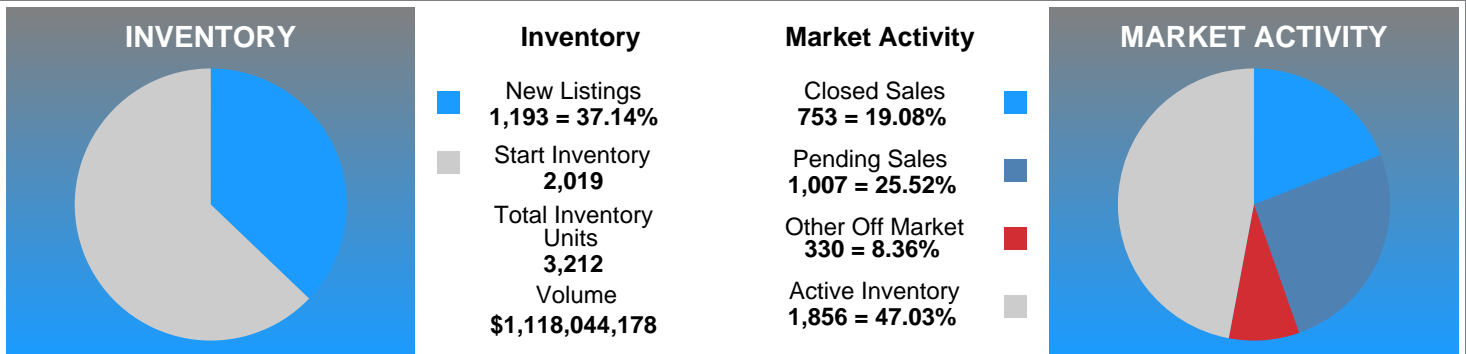 INVENTORY
Inventory
New Listings
1,193 = 37.14%
Start Inventory
2,019
Total Inventory
Units
3,212
Volume
$1,118,044,178
Market Activity
Closed Sales
753 = 19.08%
Pending Sales
1,007 = 25.52%
Other Off Market
330 = 8.36%
Active Inventory
1,856 = 47.03%
MARKET ACTIVITY